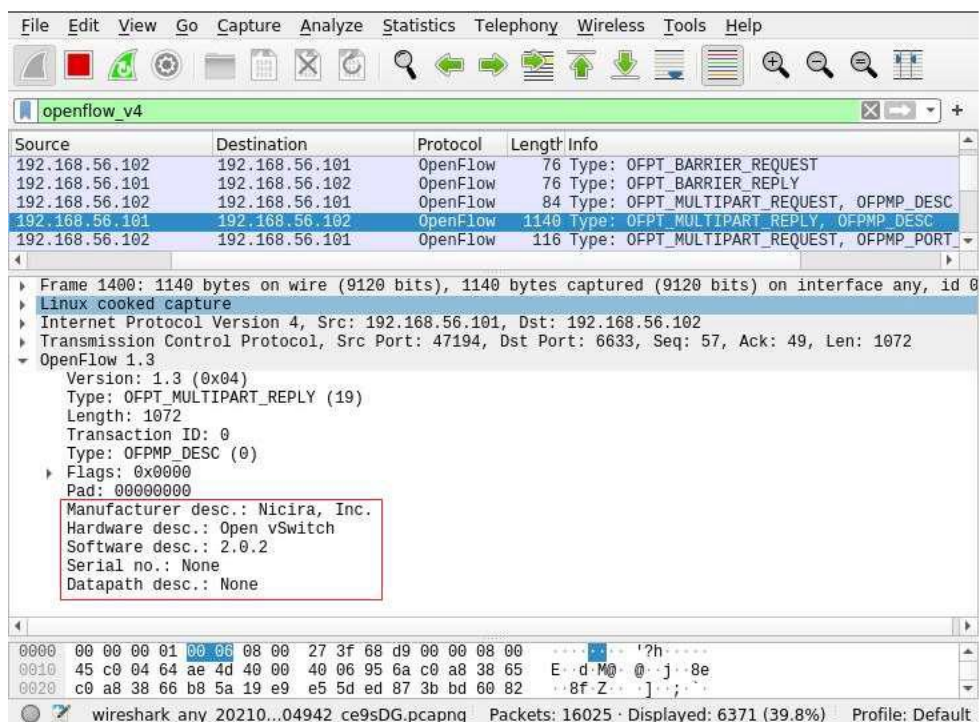 File Edit View Go Capture Analyze Statistics Telephony Wireless Tools Help
openflow_v4
Source Destination Protocol Length Info
192.168.56.102 192.168.56.101 OpenFlow 76 Type: OFPT_BARRIER_REQUEST
192.168.56.101 192.168.56.102 OpenFlow 76 Type: OFPT_BARRIER_REPLY
192.168.56.102 192.168.56.101 OpenFlow 84 Type: OFPT_MULTIPART_REQUEST, OFPMP_DESC
192.168.56.101 192.168.56.102 OpenFlow 1140 Type: OFPT_MULTIPART_REPLY, OFPMP_DESC
192.168.56.102 192.168.56.101 OpenFlow 116 Type: OFPT_MULTIPART_REQUEST, OFPMP_PORT_
Frame 1400: 1140 bytes on wire (9120 bits), 1140 bytes captured (9120 bits) on interface any, id 0
Linux cooked capture
Internet Protocol Version 4, Src: 192.168.56.101, Dst: 192.168.56.102
Transmission Control Protocol, Src Port: 47194, Dst Port: 6633, Seq: 57, Ack: 49, Len: 1072
OpenFlow 1.3
Version: 1.3 (0x04)
Type: OFPT_MULTIPART_REPLY (19)
Length: 1072
Transaction ID: 0
Type: OFPMP_DESC (0)
Flags: 0x0000
Pad: 00000000
Manufacturer desc.: Nicira, Inc.
Hardware desc.: Open vSwitch
Software desc.: 2.0.2
Serial no.: None
Datapath desc.: None
0000 00 00 00 01 00 06 08 00 27 3f 68 d9 00 00 08 00 ········ '?h·····
0010 45 c0 04 64 ae 4d 40 00 40 06 95 6a c0 a8 38 65 E··d·M@· @··j··8e
0020 c0 a8 38 66 b8 5a 19 e9 e5 5d ed 87 3b bd 60 82 ··8f·Z·· ·]··;·`·
wireshark_any_20210...04942_ce9sDG.pcapng Packets: 16025 · Displayed: 6371 (39.8%) Profile: Default